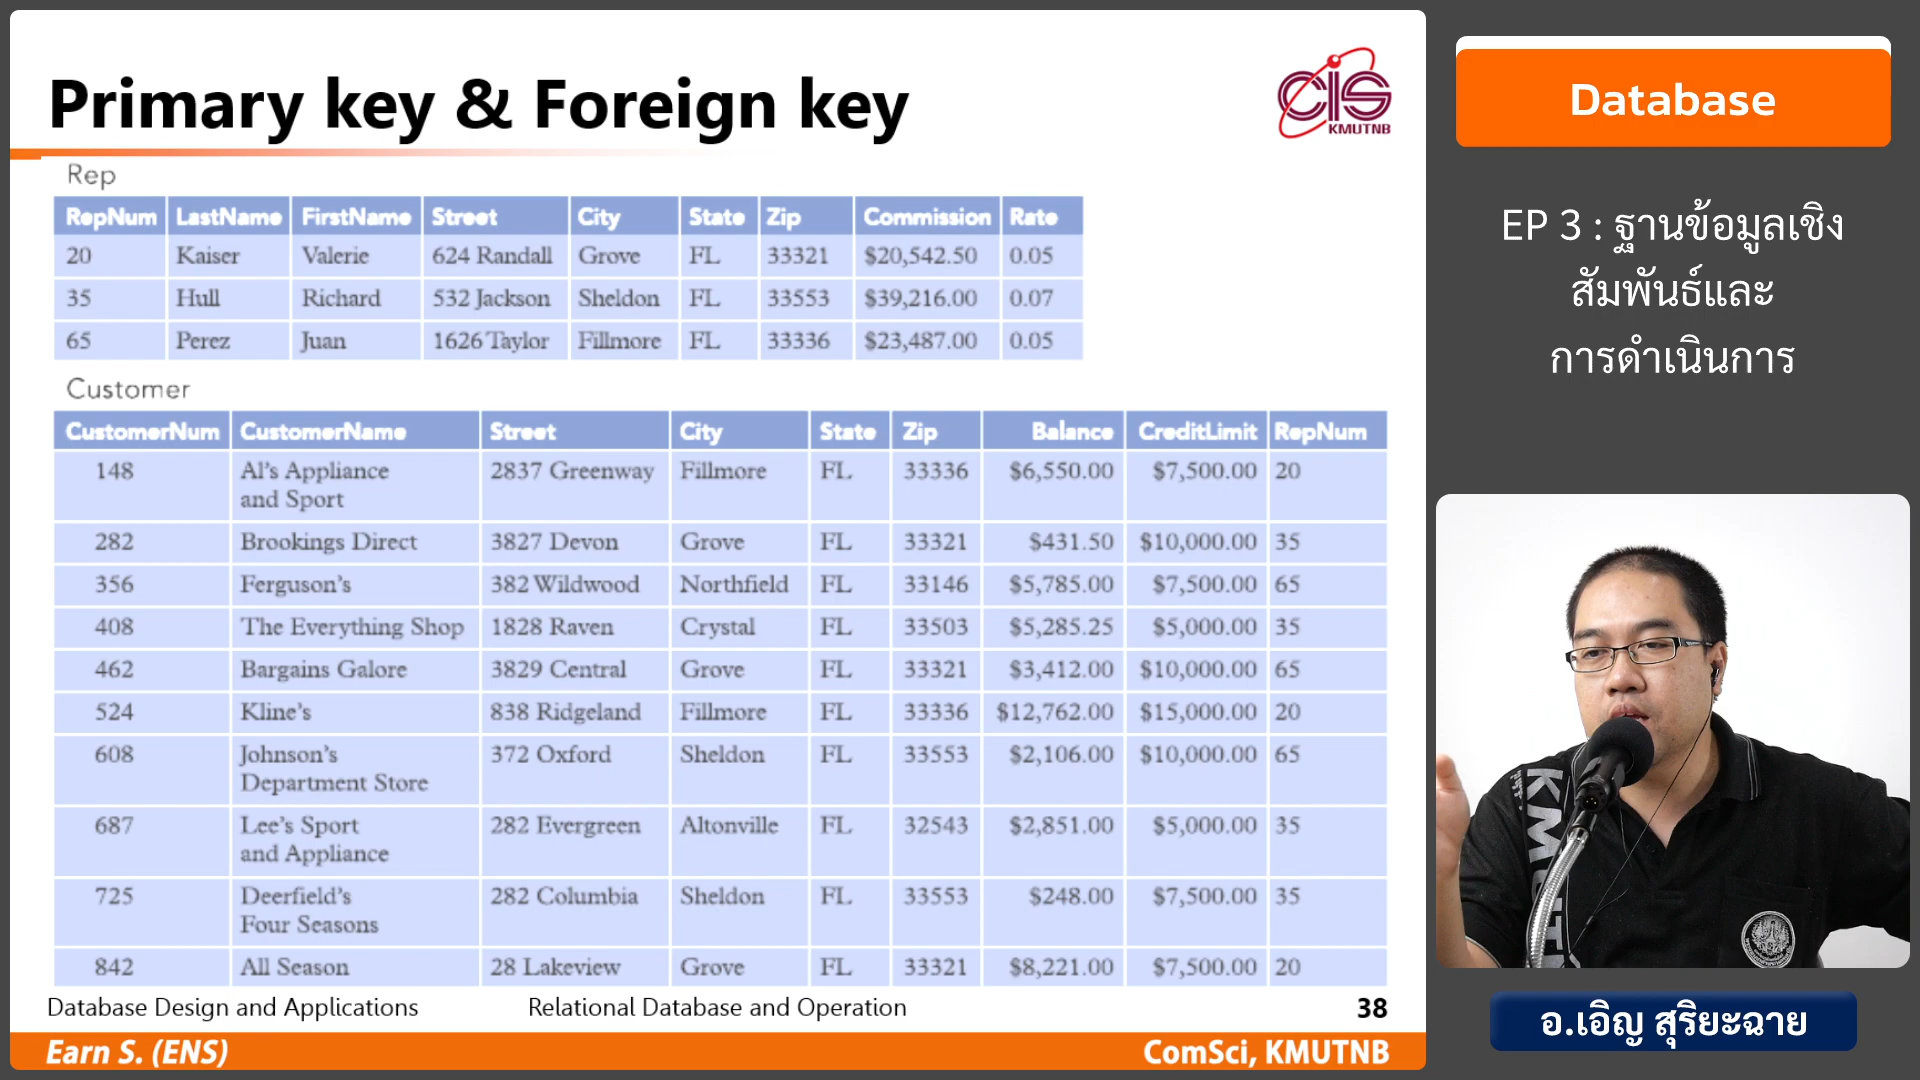 Primary key & Foreign key
CIS
KMUTNB
Rep
RepNum LastName FirstName Street City State Zip Commission Rate
20 Kaiser Valerie 624 Randall Grove FL 33321 $20,542.50 0.05
35 Hull Richard 532 Jackson Sheldon FL 33553 $39,216.00 0.07
65 Perez Juan 1626 Taylor Fillmore FL 33336 $23,487.00 0.05
Customer
CustomerNum CustomerName Street City State Zip Balance CreditLimit RepNum
148 Al's Appliance 2837 Greenway Fillmore FL 33336 $6,550.00 $7,500.00 20
and Sport
282 Brookings Direct 3827 Devon Grove FL 33321 $431.50 $10,000.00 35
356 Ferguson's 382 Wildwood Northfield FL 33146 $5,785.00 $7,500.00 65
408 The Everything Shop 1828 Raven Crystal FL 33503 $5,285.25 $5,000.00 35
462 Bargains Galore 3829 Central Grove FL 33321 $3,412.00 $10,000.00 65
524 Kline's 838 Ridgeland Fillmore FL 33336 $12,762.00 $15,000.00 20
608 Johnson's 372 Oxford Sheldon FL 33553 $2,106.00 $10,000.00 65
Department Store
687 Lee's Sport 282 Evergreen Altonville FL 32543 $2,851.00 $5,000.00 35
and Appliance
725 Deerfield's 282 Columbia Sheldon FL 33553 $248.00 $7,500.00 35
Four Seasons
842 All Season 28 Lakeview Grove FL 33321 $8,221.00 $7,500.00 20
Database Design and Applications Relational Database and Operation 38
Earn S. (ENS) ComSci, KMUTNB
Database
EP 3 : ฐานข้อมูลเชิง
สัมพันธ์และ
การดำเนินการ
อ.เอิญ สุริยะฉาย